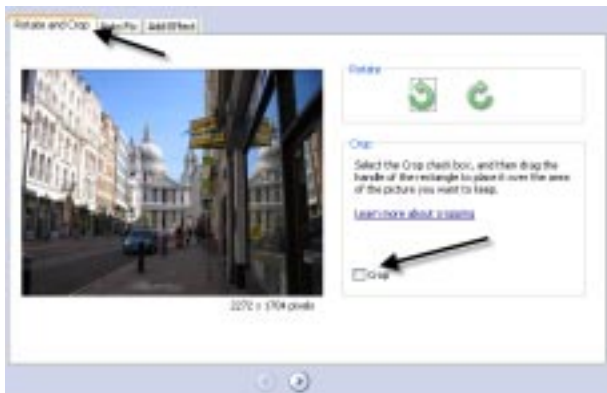 Rotate and Crop Auto Fix Add Effect
Rotate
Crop
Select the Crop check box, and then drag the
handle of the rectangle to place it over the area
of the picture you want to keep.
Learn more about cropping
Crop
2272 x 1704 pixels